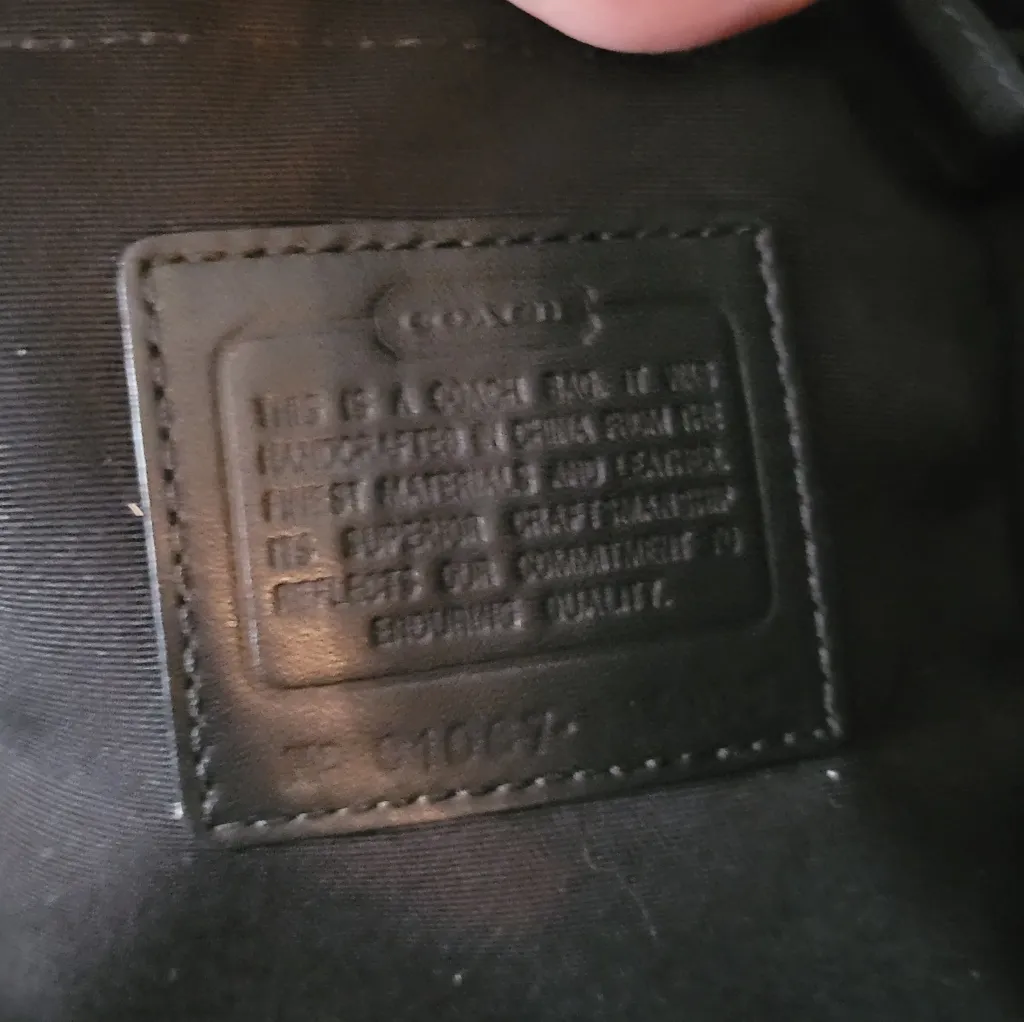 COACH
THIS IS A COACH BAG. IT WAS
HANDCRAFTED IN CHINA FROM THE
FINEST MATERIALS AND LEATHER.
ITS SUPERIOR CRAFTSMANSHIP
REFLECTS OUR COMMITMENT TO
ENDURING QUALITY.